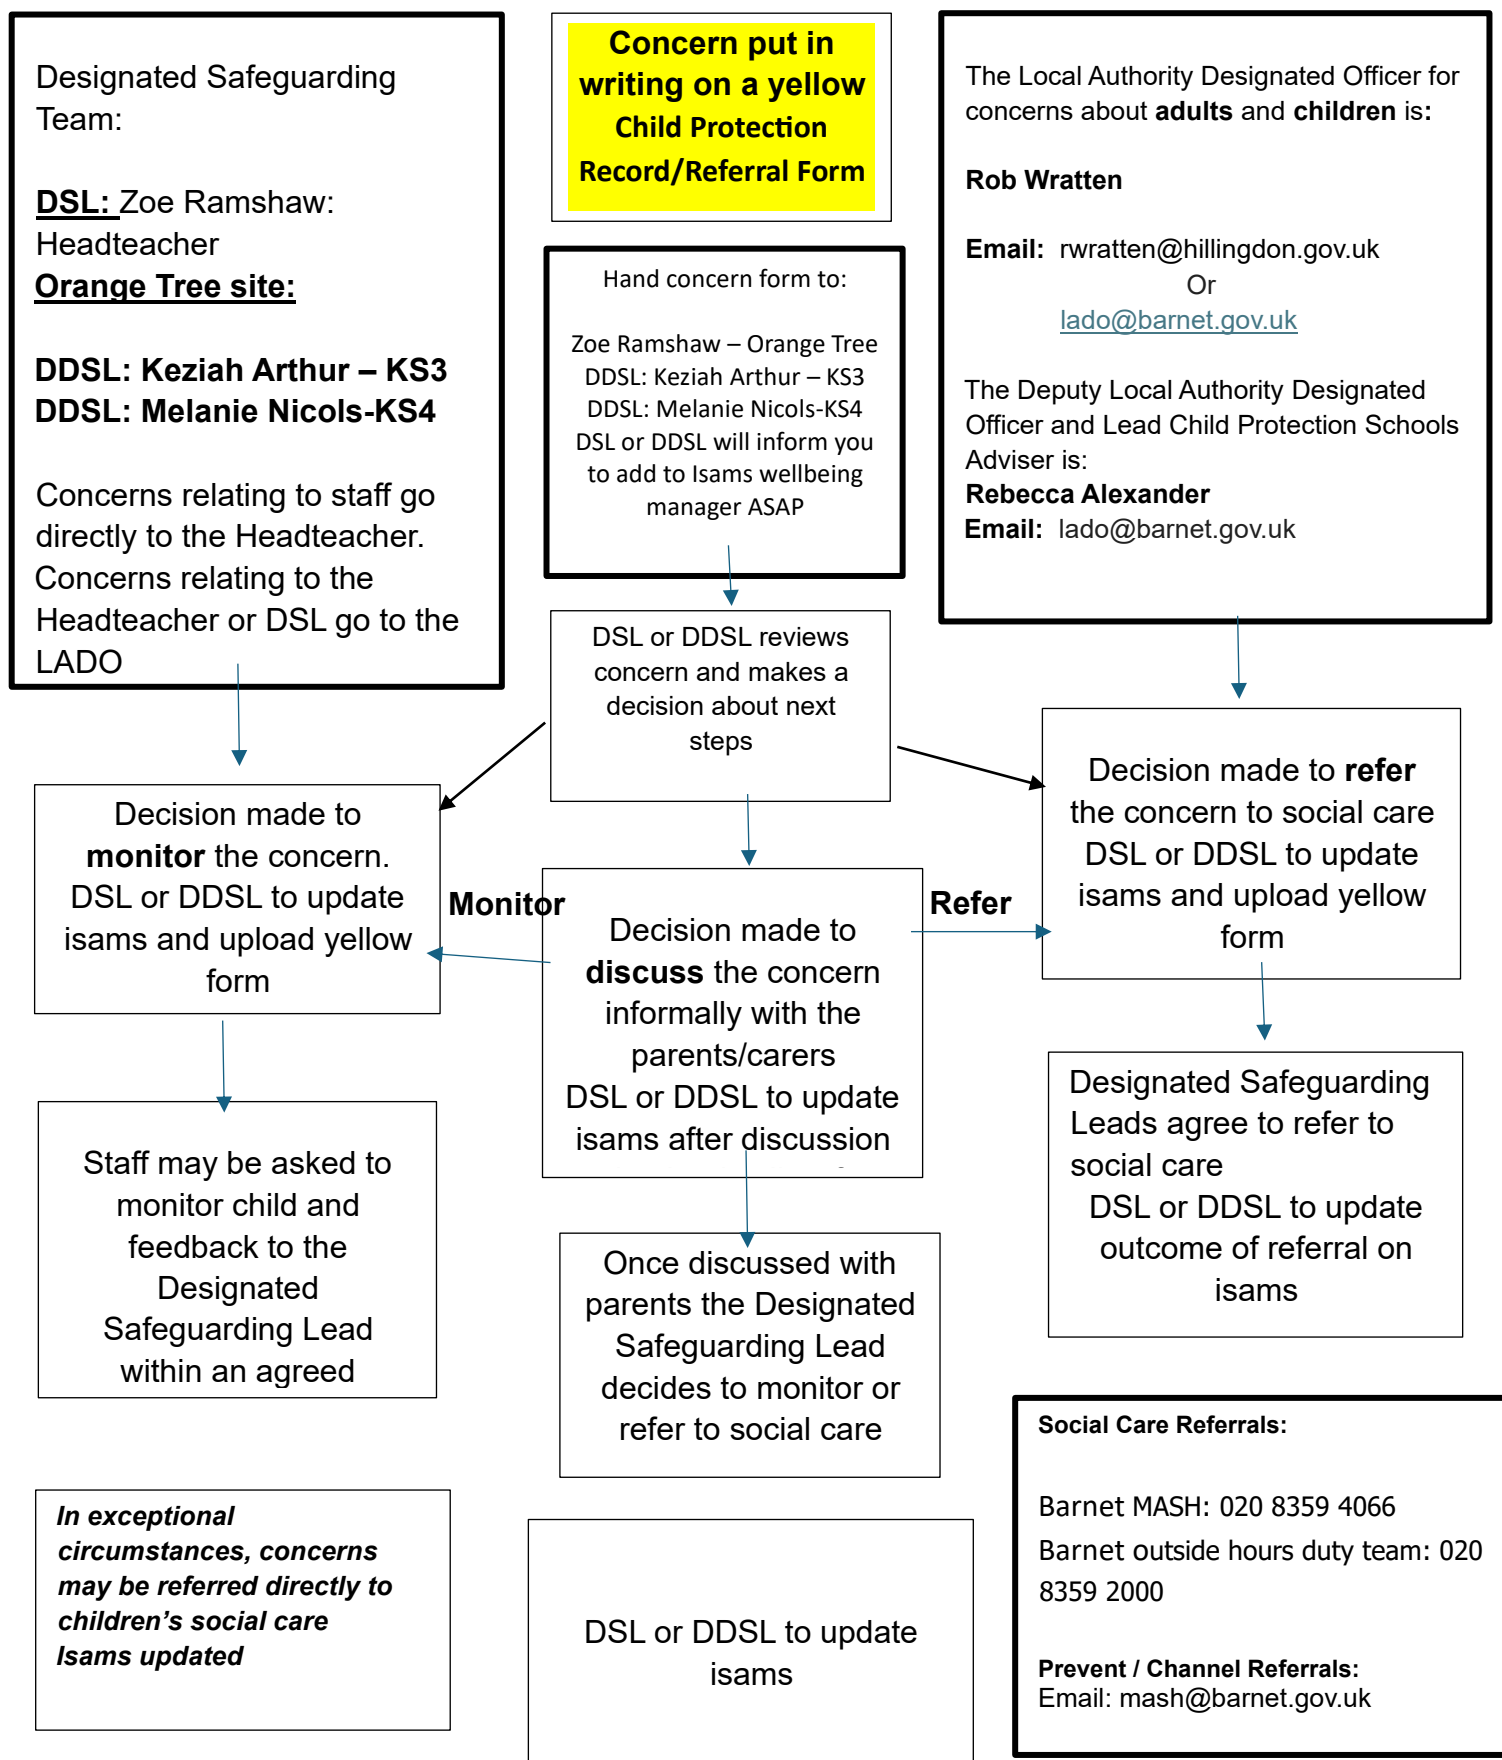 Designated Safeguarding
Team:
DSL: Zoe Ramshaw:
Headteacher
Orange Tree site:
DDSL: Keziah Arthur – KS3
DDSL: Melanie Nicols-KS4
Concerns relating to staff go
directly to the Headteacher.
Concerns relating to the
Headteacher or DSL go to the
LADO
Concern put in
writing on a yellow
Child Protection
Record/Referral Form
Hand concern form to:
Zoe Ramshaw – Orange Tree
DDSL: Keziah Arthur – KS3
DDSL: Melanie Nicols-KS4
DSL or DDSL will inform you
to add to Isams wellbeing
manager ASAP
The Local Authority Designated Officer for
concerns about adults and children is:
Rob Wratten
Email: rwratten@hillingdon.gov.uk
Or
lado@barnet.gov.uk
The Deputy Local Authority Designated
Officer and Lead Child Protection Schools
Adviser is:
Rebecca Alexander
Email: lado@barnet.gov.uk
DSL or DDSL reviews
concern and makes a
decision about next
steps
Decision made to
monitor the concern.
DSL or DDSL to update
isams and upload yellow
form
Monitor
Decision made to
discuss the concern
informally with the
parents/carers
DSL or DDSL to update
isams after discussion
Refer
Decision made to refer
the concern to social care
DSL or DDSL to update
isams and upload yellow
form
Staff may be asked to
monitor child and
feedback to the
Designated
Safeguarding Lead
within an agreed
Once discussed with
parents the Designated
Safeguarding Lead
decides to monitor or
refer to social care
Designated Safeguarding
Leads agree to refer to
social care
DSL or DDSL to update
outcome of referral on
isams
In exceptional
circumstances, concerns
may be referred directly to
children’s social care
Isams updated
DSL or DDSL to update
isams
Social Care Referrals:
Barnet MASH: 020 8359 4066
Barnet outside hours duty team: 020
8359 2000
Prevent / Channel Referrals:
Email: mash@barnet.gov.uk